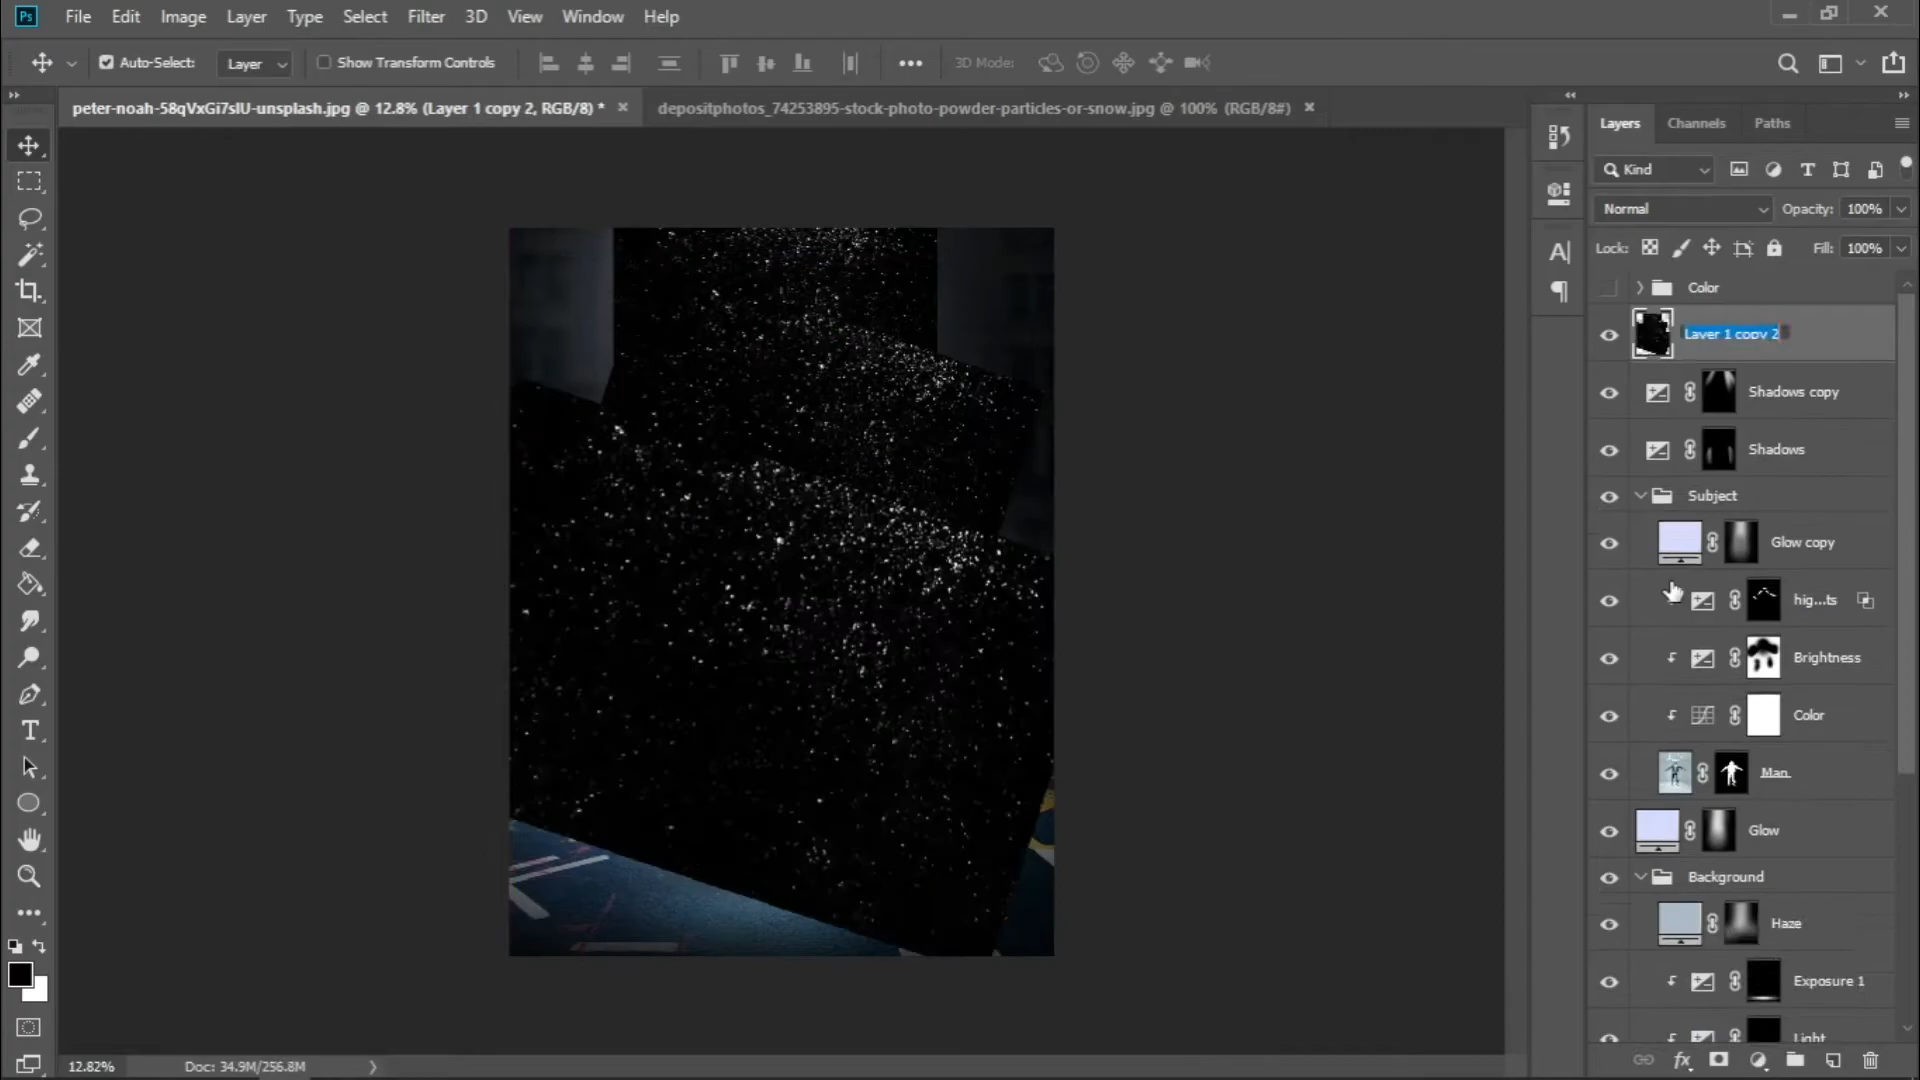 Ps File Edit Image Layer Type Select Filter 3D View Window Help
Auto-Select: Layer Show Transform Controls 3D Mode:
peter-noah-58qVxGi7slU-unsplash.jpg @ 12.8% (Layer 1 copy 2, RGB/8) * depositphotos_74253895-stock-photo-powder-particles-or-snow.jpg @ 100% (RGB/8#)
Layers Channels Paths
Kind
Normal Opacity: 100%
Lock: Fill: 100%
Color
Layer 1 copy 2
Shadows copy
Shadows
Subject
Glow copy
hig...ts
Brightness
Color
Man
Glow
Background
Haze
Exposure 1
Light
12.82% Doc: 34.9M/256.8M